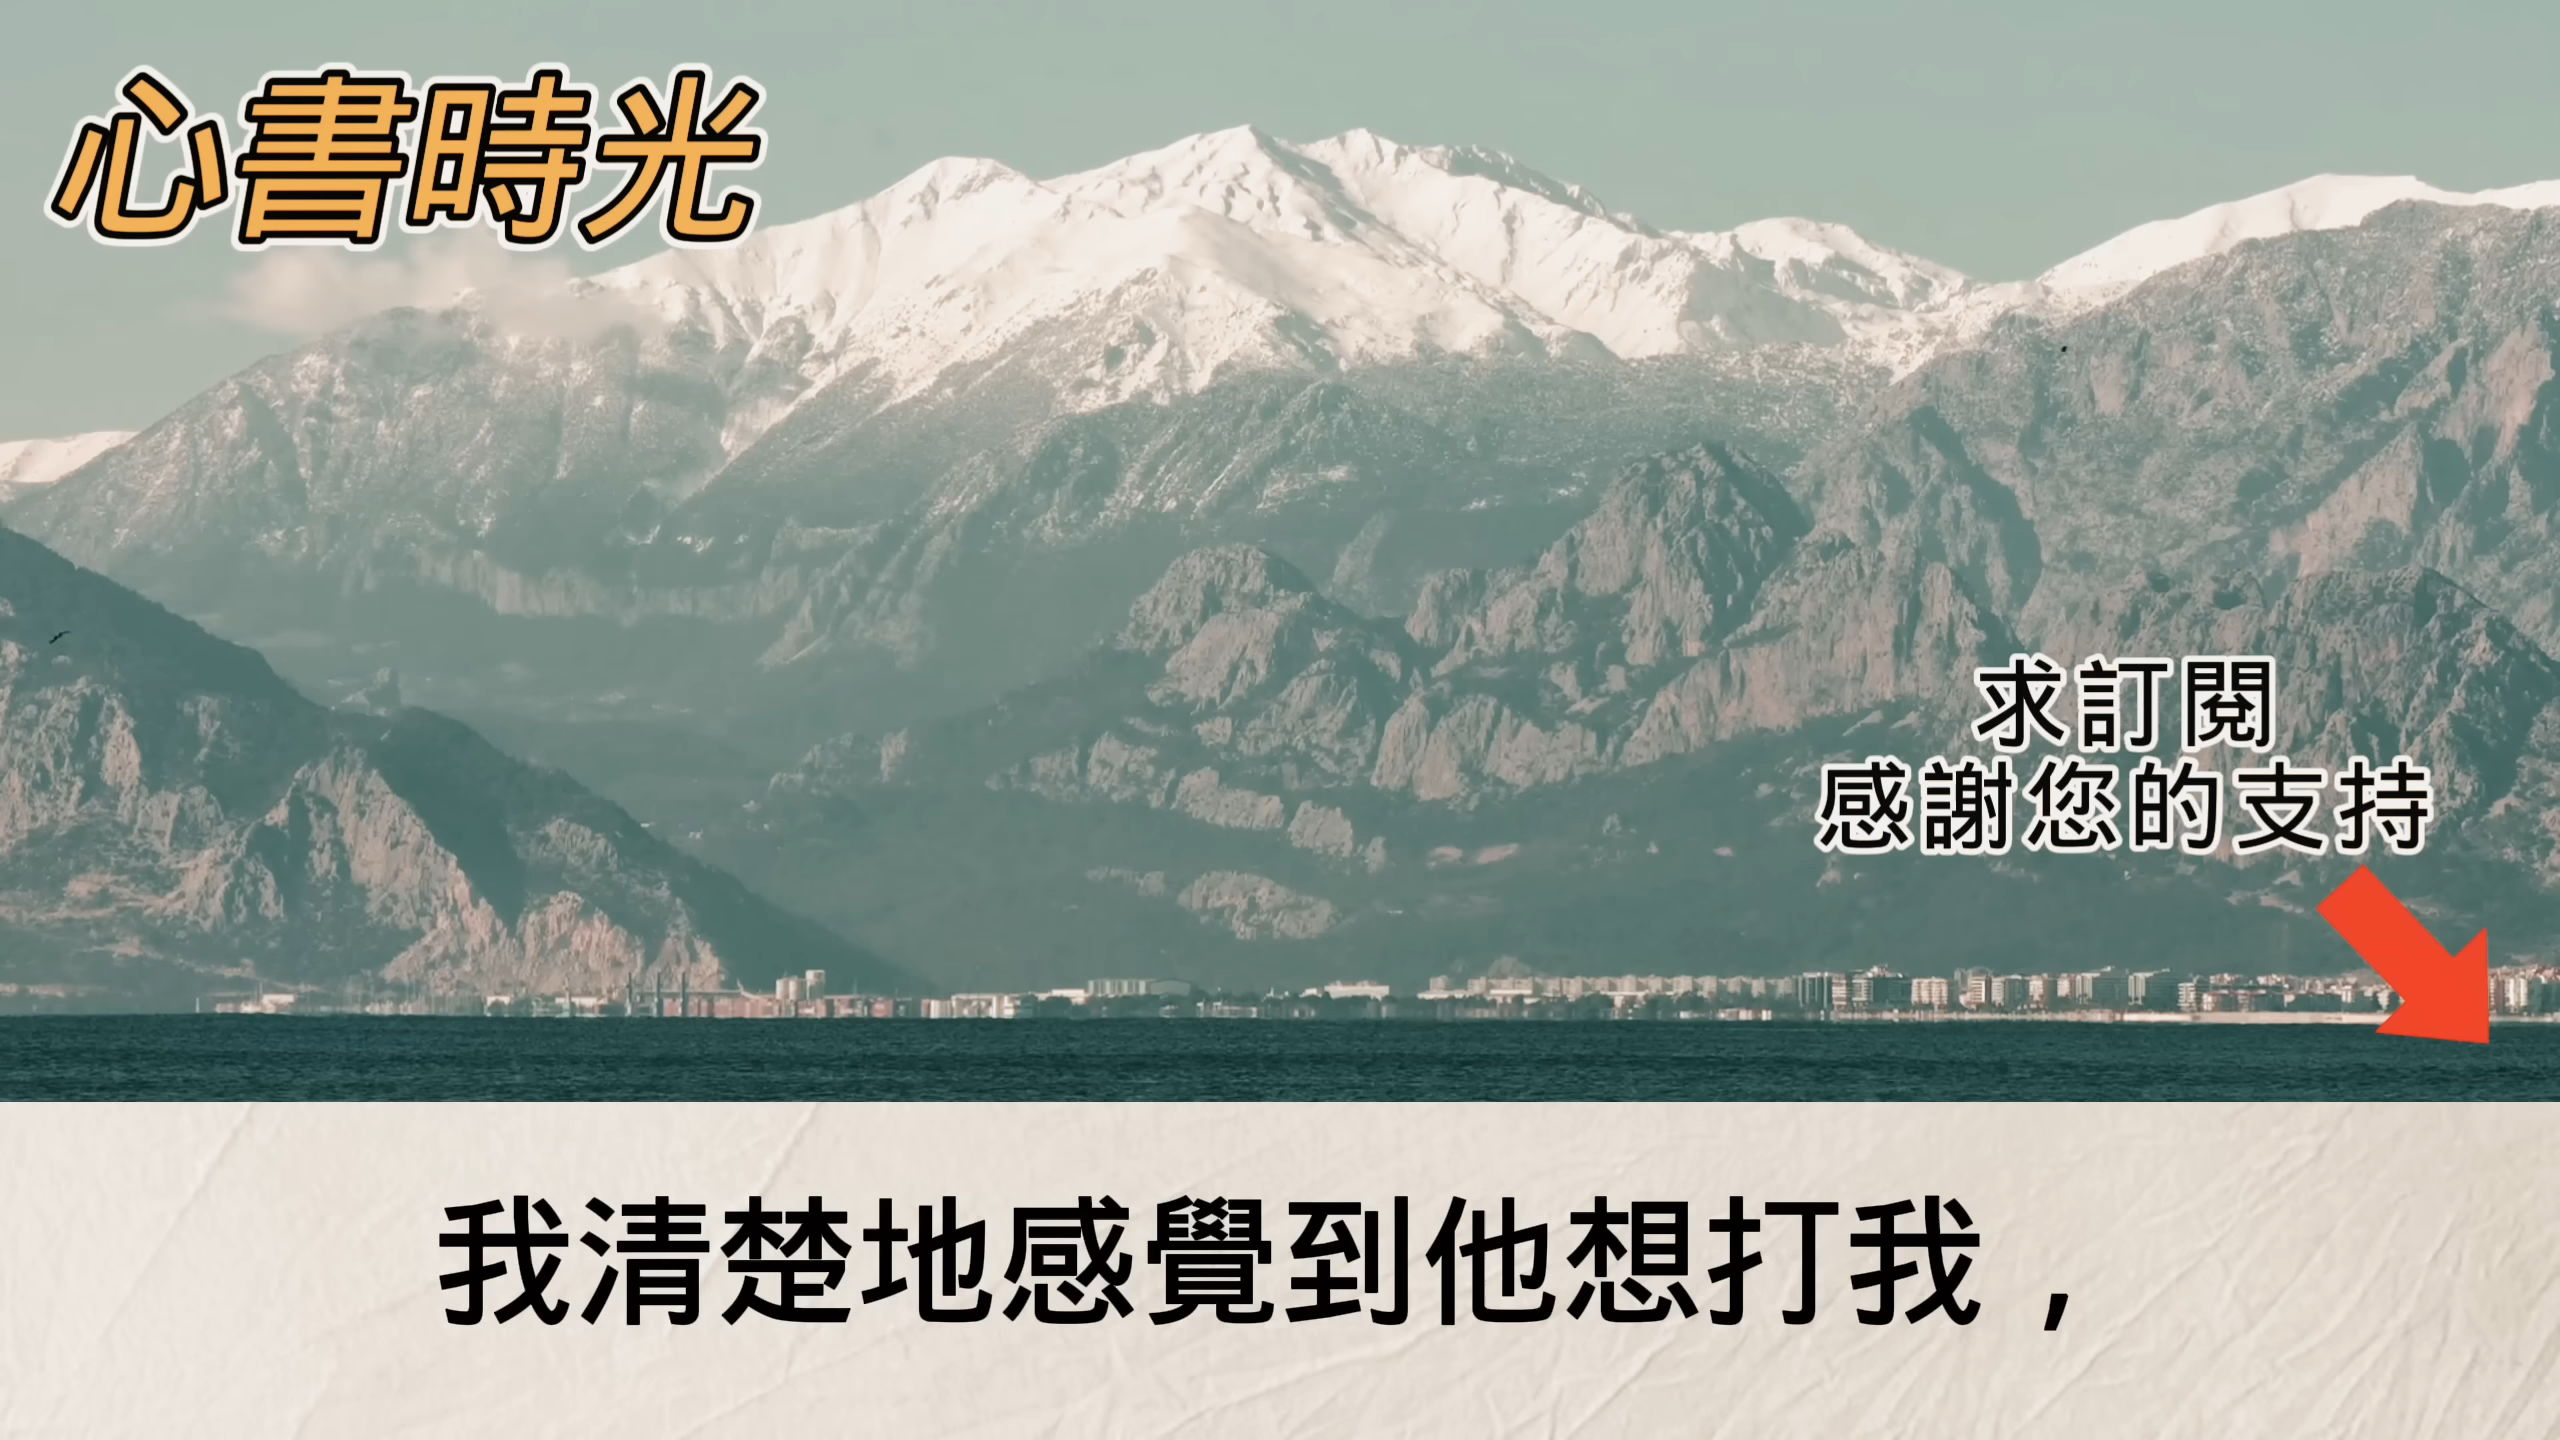 心書時光
求訂閱
感謝您的支持
我清楚地感覺到他想打我，